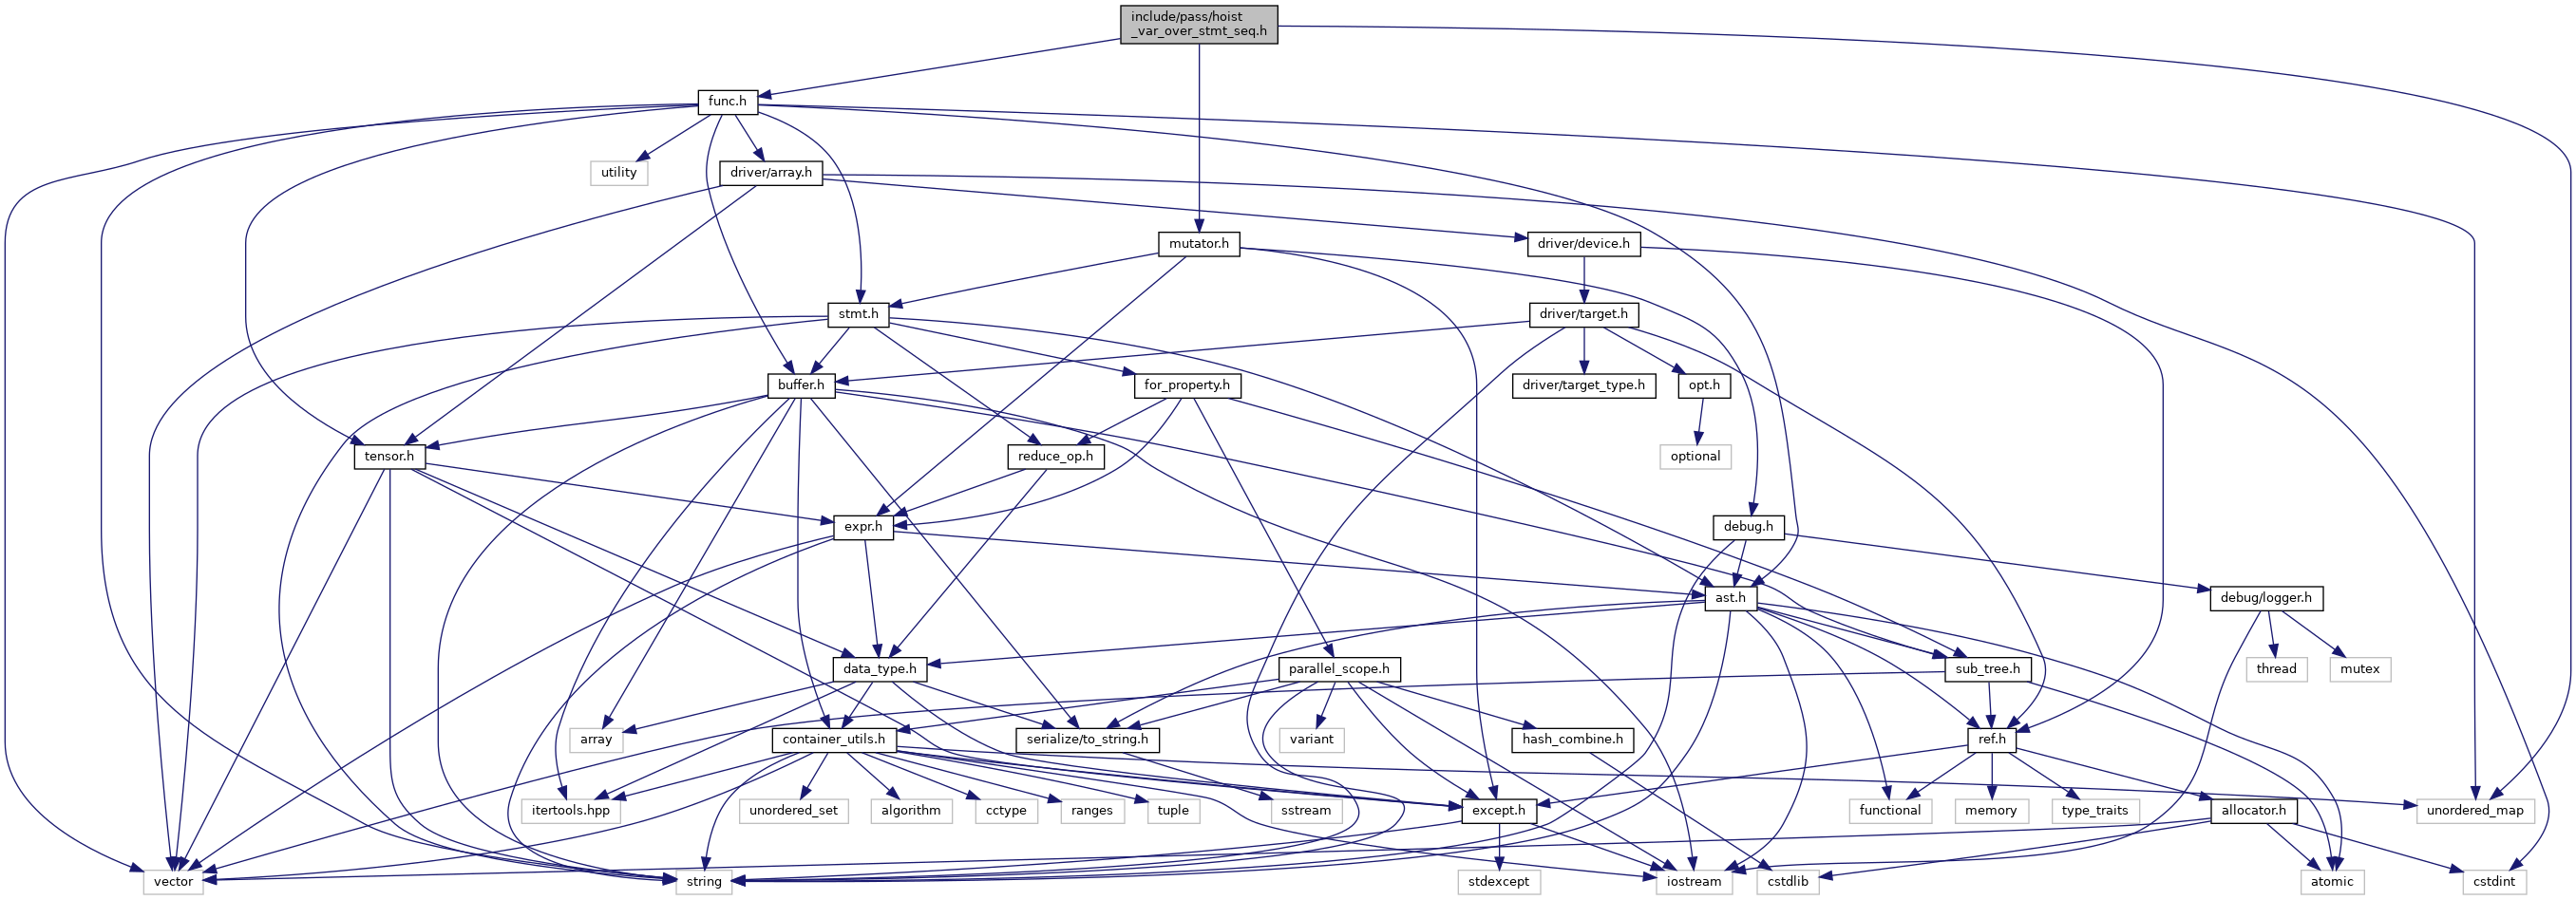 include/pass/hoist
_var_over_stmt_seq.h
func.h
utility
driver/array.h
mutator.h
driver/device.h
stmt.h
driver/target.h
buffer.h
for_property.h
driver/target_type.h
opt.h
tensor.h
reduce_op.h
optional
expr.h
debug.h
ast.h
debug/logger.h
data_type.h
parallel_scope.h
sub_tree.h
thread
mutex
array
container_utils.h
serialize/to_string.h
variant
hash_combine.h
ref.h
itertools.hpp
unordered_set
algorithm
cctype
ranges
tuple
sstream
except.h
functional
memory
type_traits
allocator.h
unordered_map
vector
string
stdexcept
iostream
cstdlib
atomic
cstdint